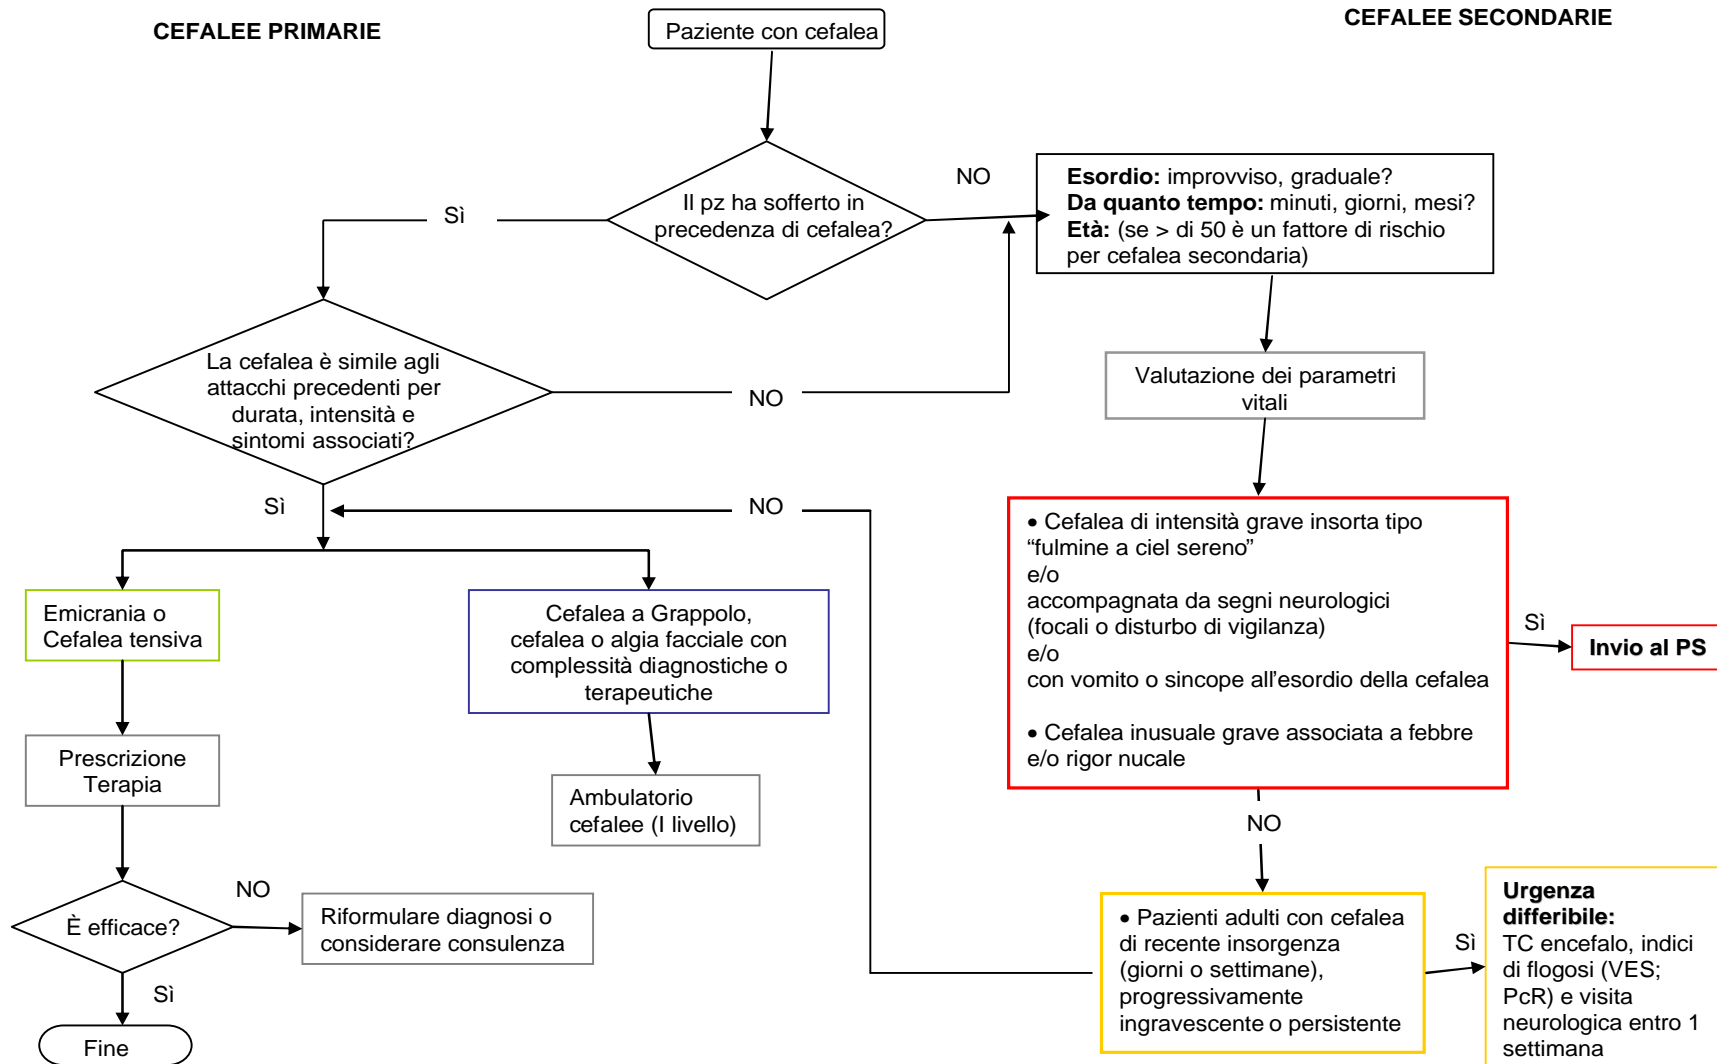 CEFALEE PRIMARIE
Paziente con cefalea
CEFALEE SECONDARIE
Il pz ha sofferto in
precedenza di cefalea?
NO
Sì
Esordio: improvviso, graduale?
Da quanto tempo: minuti, giorni, mesi?
Età: (se > di 50 è un fattore di rischio
per cefalea secondaria)
La cefalea è simile agli
attacchi precedenti per
durata, intensità e
sintomi associati?
NO
Valutazione dei parametri
vitali
Sì
NO
• Cefalea di intensità grave insorta tipo
“fulmine a ciel sereno”
e/o
accompagnata da segni neurologici
(focali o disturbo di vigilanza)
e/o
con vomito o sincope all’esordio della cefalea
• Cefalea inusuale grave associata a febbre
e/o rigor nucale
Sì
Invio al PS
Emicrania o
Cefalea tensiva
Cefalea a Grappolo,
cefalea o algia facciale con
complessità diagnostiche o
terapeutiche
Prescrizione
Terapia
Ambulatorio
cefalee (I livello)
NO
È efficace?
NO
Riformulare diagnosi o
considerare consulenza
Sì
Fine
• Pazienti adulti con cefalea
di recente insorgenza
(giorni o settimane),
progressivamente
ingravescente o persistente
Sì
Urgenza
differibile:
TC encefalo, indici
di flogosi (VES;
PcR) e visita
neurologica entro 1
settimana